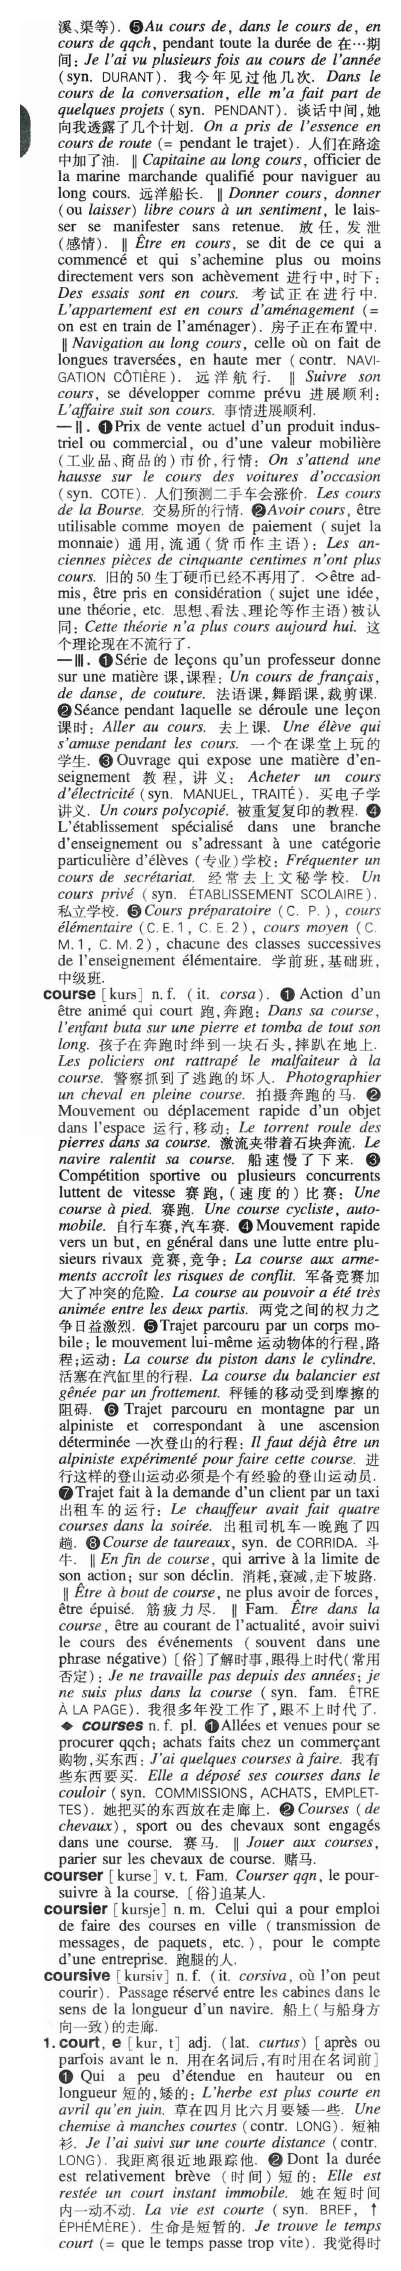 溪、渠等). ❺Au cours de, dans le cours de, en
cours de qqch, pendant toute la durée de 在…期
间: Je l'ai vu plusieurs fois au cours de l'année
(syn. DURANT). 我今年见过他几次. Dans le
cours de la conversation, elle m'a fait part de
quelques projets (syn. PENDANT). 谈话中间,她
向我透露了几个计划. On a pris de l'essence en
cours de route (= pendant le trajet). 人们在路途
中加了油. ‖ Capitaine au long cours, officier de
la marine marchande qualifié pour naviguer au
long cours. 远洋船长. ‖ Donner cours, donner
(ou laisser) libre cours à un sentiment, le lais-
ser se manifester sans retenue. 放任, 发泄
(感情). ‖ Être en cours, se dit de ce qui a
commencé et qui s'achemine plus ou moins
directement vers son achèvement 进行中,时下:
Des essais sont en cours. 考试正在进行中.
L'appartement est en cours d'aménagement (=
on est en train de l'aménager). 房子正在布置中.
‖ Navigation au long cours, celle où on fait de
longues traversées, en haute mer (contr. NAVI-
GATION CÔTIÈRE). 远洋航行. ‖ Suivre son
cours, se développer comme prévu 进展顺利:
L'affaire suit son cours. 事情进展顺利.
—Ⅱ. ❶Prix de vente actuel d'un produit indus-
triel ou commercial, ou d'une valeur mobilière
(工业品、商品的)市价,行情: On s'attend une
hausse sur le cours des voitures d'occasion
(syn. COTE). 人们预测二手车会涨价. Les cours
de la Bourse. 交易所的行情. ❷Avoir cours, être
utilisable comme moyen de paiement (sujet la
monnaie) 通用,流通(货币作主语): Les an-
ciennes pièces de cinquante centimes n'ont plus
cours. 旧的50生丁硬币已经不再用了. ◇être ad-
mis, être pris en considération (sujet une idée,
une théorie, etc. 思想、看法、理论等作主语)被认
同: Cette théorie n'a plus cours aujourd hui. 这
个理论现在不流行了.
—Ⅲ. ❶Série de leçons qu'un professeur donne
sur une matière 课,课程: Un cours de français,
de danse, de couture. 法语课,舞蹈课,裁剪课.
❷Séance pendant laquelle se déroule une leçon
课时: Aller au cours. 去上课. Une élève qui
s'amuse pendant les cours. 一个在课堂上玩的
学生. ❸Ouvrage qui expose une matière d'en-
seignement 教程, 讲义: Acheter un cours
d'électricité (syn. MANUEL, TRAITÉ). 买电子学
讲义. Un cours polycopié. 被重复复印的教程. ❹
L'établissement spécialisé dans une branche
d'enseignement ou s'adressant à une catégorie
particulière d'élèves (专业)学校: Fréquenter un
cours de secrétariat. 经常去上文秘学校. Un
cours privé (syn. ÉTABLISSEMENT SCOLAIRE).
私立学校. ❺Cours préparatoire (C. P.), cours
élémentaire (C.E.1, C.E.2), cours moyen (C.
M.1, C.M.2), chacune des classes successives
de l'enseignement élémentaire. 学前班,基础班,
中级班.
course [kurs] n.f. (it. corsa). ❶ Action d'un
être animé qui court 跑,奔跑: Dans sa course,
l'enfant buta sur une pierre et tomba de tout son
long. 孩子在奔跑时绊到一块石头,摔趴在地上.
Les policiers ont rattrapé le malfaiteur à la
course. 警察抓到了逃跑的坏人. Photographier
un cheval en pleine course. 拍摄奔跑的马. ❷
Mouvement ou déplacement rapide d'un objet
dans l'espace 运行,移动: Le torrent roule des
pierres dans sa course. 激流夹带着石块奔流. Le
navire ralentit sa course. 船速慢了下来. ❸
Compétition sportive ou plusieurs concurrents
luttent de vitesse 赛跑,(速度的)比赛: Une
course à pied. 赛跑. Une course cycliste, auto-
mobile. 自行车赛,汽车赛. ❹Mouvement rapide
vers un but, en général dans une lutte entre plu-
sieurs rivaux 竞赛,竞争: La course aux arme-
ments accroît les risques de conflit. 军备竞赛加
大了冲突的危险. La course au pouvoir a été très
animée entre les deux partis. 两党之间的权力之
争日益激烈. ❺Trajet parcouru par un corps mo-
bile; le mouvement lui-même 运动物体的行程,路
程;运动: La course du piston dans le cylindre.
活塞在汽缸里的行程. La course du balancier est
gênée par un frottement. 秤锤的移动受到摩擦的
阻碍. ❻ Trajet parcouru en montagne par un
alpiniste et correspondant à une ascension
déterminée 一次登山的行程: Il faut déjà être un
alpiniste expérimenté pour faire cette course. 进
行这样的登山运动必须是个有经验的登山运动员.
❼Trajet fait à la demande d'un client par un taxi
出租车的运行: Le chauffeur avait fait quatre
courses dans la soirée. 出租司机车一晚跑了四
趟. ❽Course de taureaux, syn. de CORRIDA. 斗
牛. ‖ En fin de course, qui arrive à la limite de
son action; sur son déclin. 消耗,衰减,走下坡路.
‖ Être à bout de course, ne plus avoir de forces,
être épuisé. 筋疲力尽. ‖ Fam. Être dans la
course, être au courant de l'actualité, avoir suivi
le cours des événements (souvent dans une
phrase négative) 〔俗〕了解时事,跟得上时代(常用
否定): Je ne travaille pas depuis des années; je
ne suis plus dans la course (syn. fam. ÊTRE
À LA PAGE). 我很多年没工作了,跟不上时代了.
◆ courses n. f. pl. ❶Allées et venues pour se
procurer qqch; achats faits chez un commerçant
购物,买东西: J'ai quelques courses à faire. 我有
些东西要买. Elle a déposé ses courses dans le
couloir (syn. COMMISSIONS, ACHATS, EMPLET-
TES). 她把买的东西放在走廊上. ❷ Courses (de
chevaux), sport ou des chevaux sont engagés
dans une course. 赛马. ‖ Jouer aux courses,
parier sur les chevaux de course. 赌马.
courser [kurse] v.t. Fam. Courser qqn, le pour-
suivre à la course. 〔俗〕追某人.
coursier [kursje] n.m. Celui qui a pour emploi
de faire des courses en ville (transmission de
messages, de paquets, etc.), pour le compte
d'une entreprise. 跑腿的人.
coursive [kursiv] n.f. (it. corsiva, où l'on peut
courir). Passage réservé entre les cabines dans le
sens de la longueur d'un navire. 船上(与船身方
向一致)的走廊.
1. court, e [kur, t] adj. (lat. curtus) [après ou
parfois avant le n. 用在名词后,有时用在名词前]
❶ Qui a peu d'étendue en hauteur ou en
longueur 短的,矮的: L'herbe est plus courte en
avril qu'en juin. 草在四月比六月要矮一些. Une
chemise à manches courtes (contr. LONG). 短袖
衫. Je l'ai suivi sur une courte distance (contr.
LONG). 我距离很近地跟踪他. ❷Dont la durée
est relativement brève (时间)短的: Elle est
restée un court instant immobile. 她在短时间
内一动不动. La vie est courte (syn. BREF, ↑
ÉPHÉMÈRE). 生命是短暂的. Je trouve le temps
court (= que le temps passe trop vite). 我觉得时